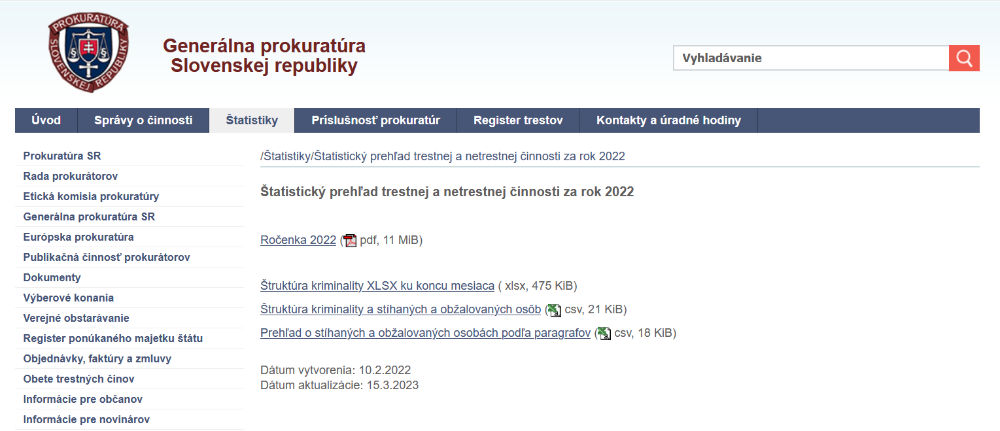 PROKURATÚRA
SLOVENSKEJ REPUBLIKY
Generálna prokuratúra
Slovenskej republiky
Vyhladávanie
Úvod
Správy o činnosti
Štatistiky
Príslušnosť prokuratúr
Register trestov
Kontakty a úradné hodiny
Prokuratúra SR
Rada prokurátorov
Etická komisia prokuratúry
Generálna prokuratúra SR
Európska prokuratúra
Publikačná činnosť prokurátorov
Dokumenty
Výberové konania
Verejné obstarávanie
Register ponúkaného majetku štátu
Objednávky, faktúry a zmluvy
Obete trestných činov
Informácie pre občanov
Informácie pre novinárov
/Štatistiky/Štatistický prehľad trestnej a netrestnej činnosti za rok 2022
Štatistický prehľad trestnej a netrestnej činnosti za rok 2022
Ročenka 2022 ( pdf, 11 MiB)
Štruktúra kriminality XLSX ku koncu mesiaca ( xlsx, 475 KiB)
Štruktúra kriminality a stíhaných a obžalovaných osôb ( csv, 21 KiB)
Prehľad o stíhaných a obžalovaných osobách podľa paragrafov ( csv, 18 KiB)
Dátum vytvorenia: 10.2.2022
Dátum aktualizácie: 15.3.2023